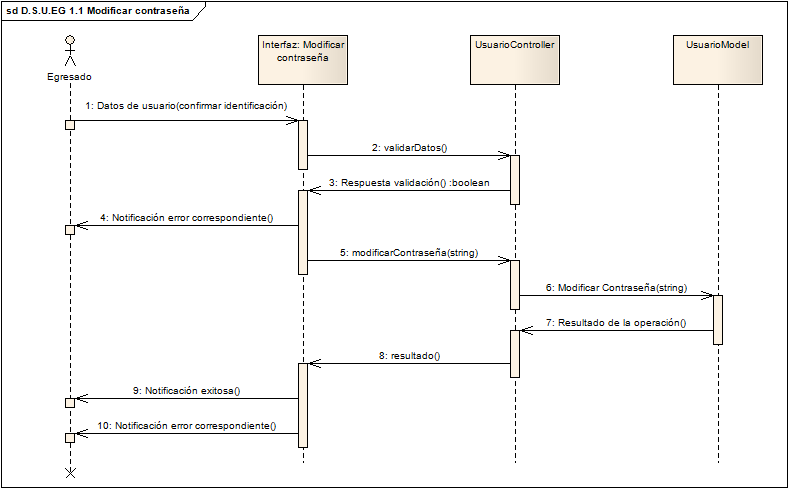 sd D.S.U.EG 1.1 Modificar contraseña
Egresado
Interfaz: Modificar
contraseña
UsuarioController
UsuarioModel
1: Datos de usuario(confirmar identificación)
2: validarDatos()
3: Respuesta validación() :boolean
4: Notificación error correspondiente()
5: modificarContraseña(string)
6: Modificar Contraseña(string)
7: Resultado de la operación()
8: resultado()
9: Notificación exitosa()
10: Notificación error correspondiente()